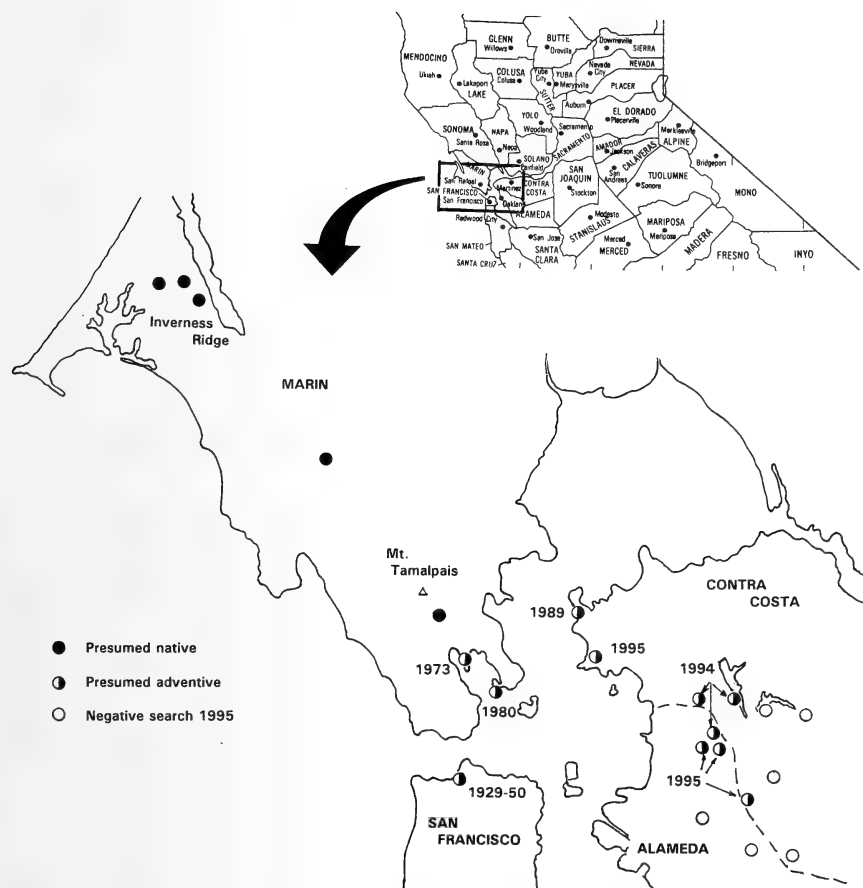 GLENN
Willows
BUTTE
Oroville
Downieville
SIERRA
MENDOCINO
Ukiah
Lakeport
LAKE
COLUSA
Colusa
Yuba
City
YUBA
Marysville
SUTTER
Nevada
City
NEVADA
PLACER
Auburn
EL DORADO
Placerville
YOLO
Woodland
Sacramento
SACRAMENTO
SONOMA
Santa Rosa
NAPA
Napa
SOLANO
Fairfield
AMADOR
Jackson
CALAVERAS
San
Andreas
Markleeville
ALPINE
Bridgeport
MARIN
San Rafael
SAN FRANCISCO
San Francisco
Martinez
Oakland
CONTRA
COSTA
SAN
JOAQUIN
Stockton
TUOLUMNE
Sonora
MONO
Redwood City
ALAMEDA
Modesto
STANISLAUS
MARIPOSA
Mariposa
SAN MATEO
SANTA CRUZ
San Jose
SANTA
CLARA
Merced
MERCED
MADERA
FRESNO
INYO
Inverness
Ridge
MARIN
Mt.
Tamalpais
CONTRA
COSTA
1989
1995
1973
1994
1980
Presumed native
Presumed adventive
Negative search 1995
1929-50
1995
SAN
FRANCISCO
ALAMEDA